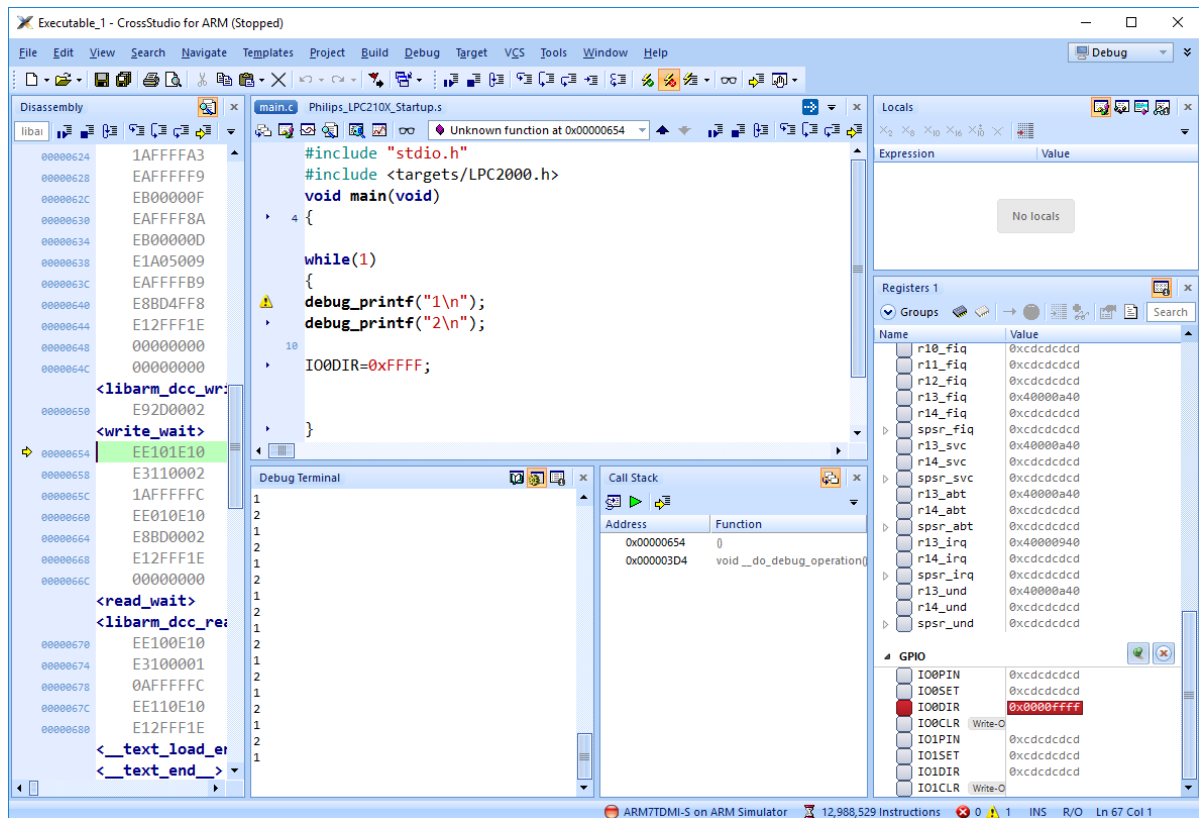 Executable_1 - CrossStudio for ARM (Stopped)
File Edit View Search Navigate Templates Project Build Debug Target VCS Tools Window Help
Debug
Disassembly
libar
00000624 1AFFFFA3
00000628 EAFFFFF9
0000062C EB00000F
00000630 EAFFFF8A
00000634 EB00000D
00000638 E1A05009
0000063C EAFFFFB9
00000640 E8BD4FF8
00000644 E12FFF1E
00000648 00000000
0000064C 00000000
<libarm_dcc_wri
00000650 E92D0002
<write_wait>
00000654 EE101E10
00000658 E3110002
0000065C 1AFFFFFC
00000660 EE010E10
00000664 E8BD0002
00000668 E12FFF1E
0000066C 00000000
<read_wait>
<libarm_dcc_rea
00000670 EE100E10
00000674 E3100001
00000678 0AFFFFFC
0000067C EE110E10
00000680 E12FFF1E
<__text_load_en
<__text_end__>
main.c Philips_LPC210X_Startup.s
Unknown function at 0x00000654
#include "stdio.h"
#include <targets/LPC2000.h>
void main(void)
4 {
while(1)
{
debug_printf("1\n");
debug_printf("2\n");
10
IO0DIR=0xFFFF;
}
Debug Terminal
1
2
1
2
1
2
1
2
1
2
1
2
1
2
1
2
1
Call Stack
Address Function
0x00000654 ()
0x000003D4 void __do_debug_operation()
Locals
X2 X8 X10 X16
Expression Value
No locals
Registers 1
Groups Search
Name Value
r10_fiq 0xcdcdcdcd
r11_fiq 0xcdcdcdcd
r12_fiq 0xcdcdcdcd
r13_fiq 0x40000a40
r14_fiq 0xcdcdcdcd
spsr_fiq 0xcdcdcdcd
r13_svc 0x40000a40
r14_svc 0xcdcdcdcd
spsr_svc 0xcdcdcdcd
r13_abt 0x40000a40
r14_abt 0xcdcdcdcd
spsr_abt 0xcdcdcdcd
r13_irq 0x40000940
r14_irq 0xcdcdcdcd
spsr_irq 0xcdcdcdcd
r13_und 0x40000a40
r14_und 0xcdcdcdcd
spsr_und 0xcdcdcdcd
GPIO
IO0PIN 0xcdcdcdcd
IO0SET 0xcdcdcdcd
IO0DIR 0x0000ffff
IO0CLR Write-O
IO1PIN 0xcdcdcdcd
IO1SET 0xcdcdcdcd
IO1DIR 0xcdcdcdcd
IO1CLR Write-O
ARM7TDMI-S on ARM Simulator 12,988,529 Instructions 0 1 INS R/O Ln 67 Col 1